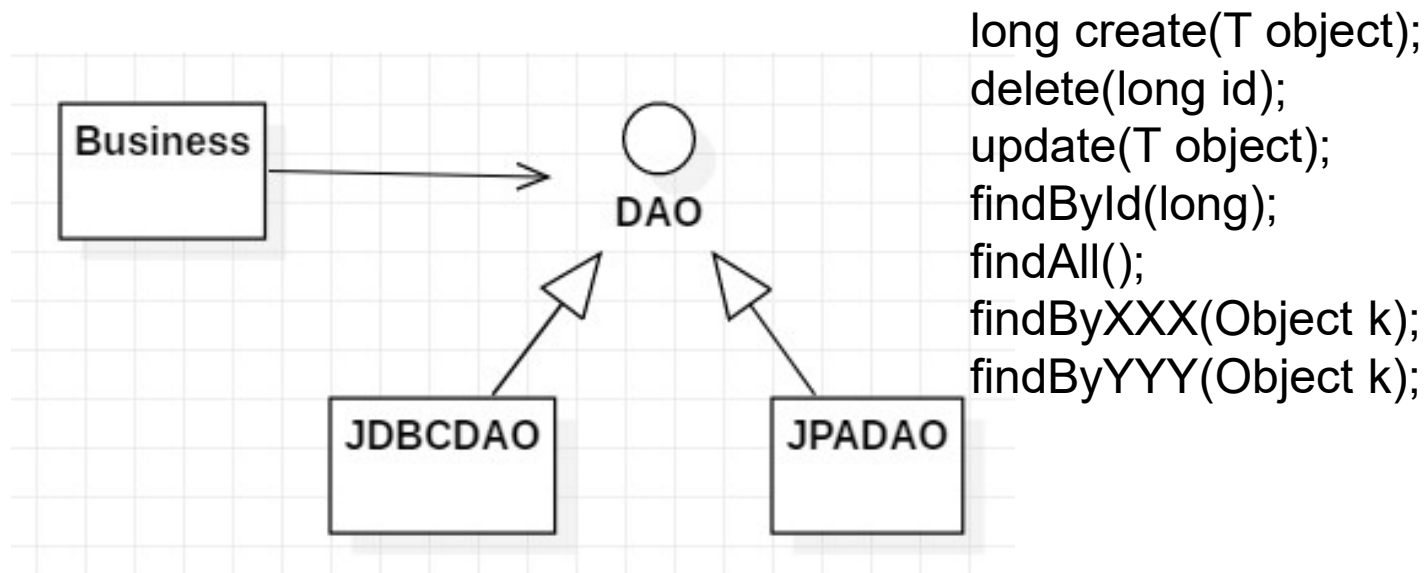 Business
DAO
JDBCDAO
JPADAO
long create(T object);
delete(long id);
update(T object);
findById(long);
findAll();
findByXXX(Object k);
findByYYY(Object k);